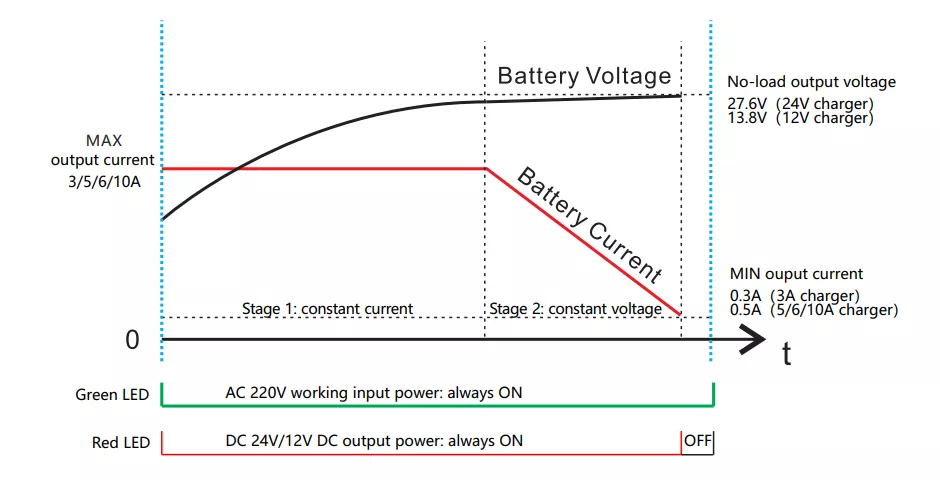 Battery Voltage
No-load output voltage
27.6V（24V charger）
13.8V（12V charger）
MAX
output current
3/5/6/10A
Battery Current
MIN ouput current
0.3A（3A charger）
0.5A（5/6/10A charger）
Stage 1: constant current
Stage 2: constant voltage
0
t
Green LED
AC 220V working input power: always ON
Red LED
DC 24V/12V DC output power: always ON
OFF